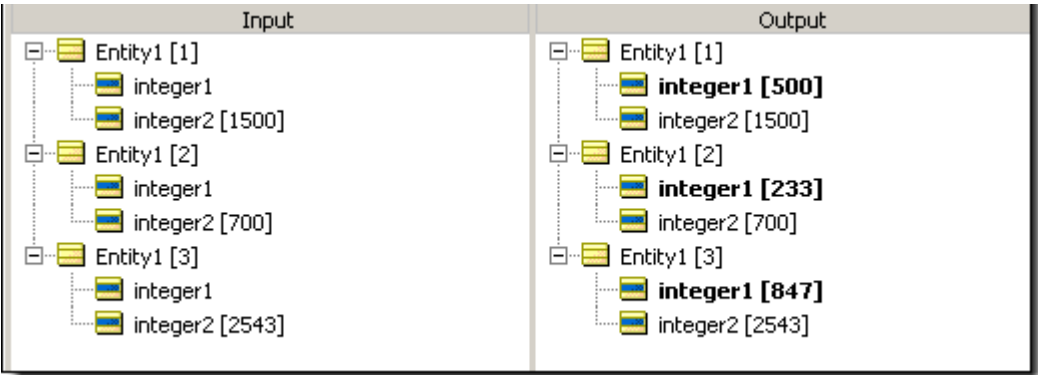 Input
Entity1 [1]
integer1
integer2 [1500]
Entity1 [2]
integer1
integer2 [700]
Entity1 [3]
integer1
integer2 [2543]
Output
Entity1 [1]
integer1 [500]
integer2 [1500]
Entity1 [2]
integer1 [233]
integer2 [700]
Entity1 [3]
integer1 [847]
integer2 [2543]